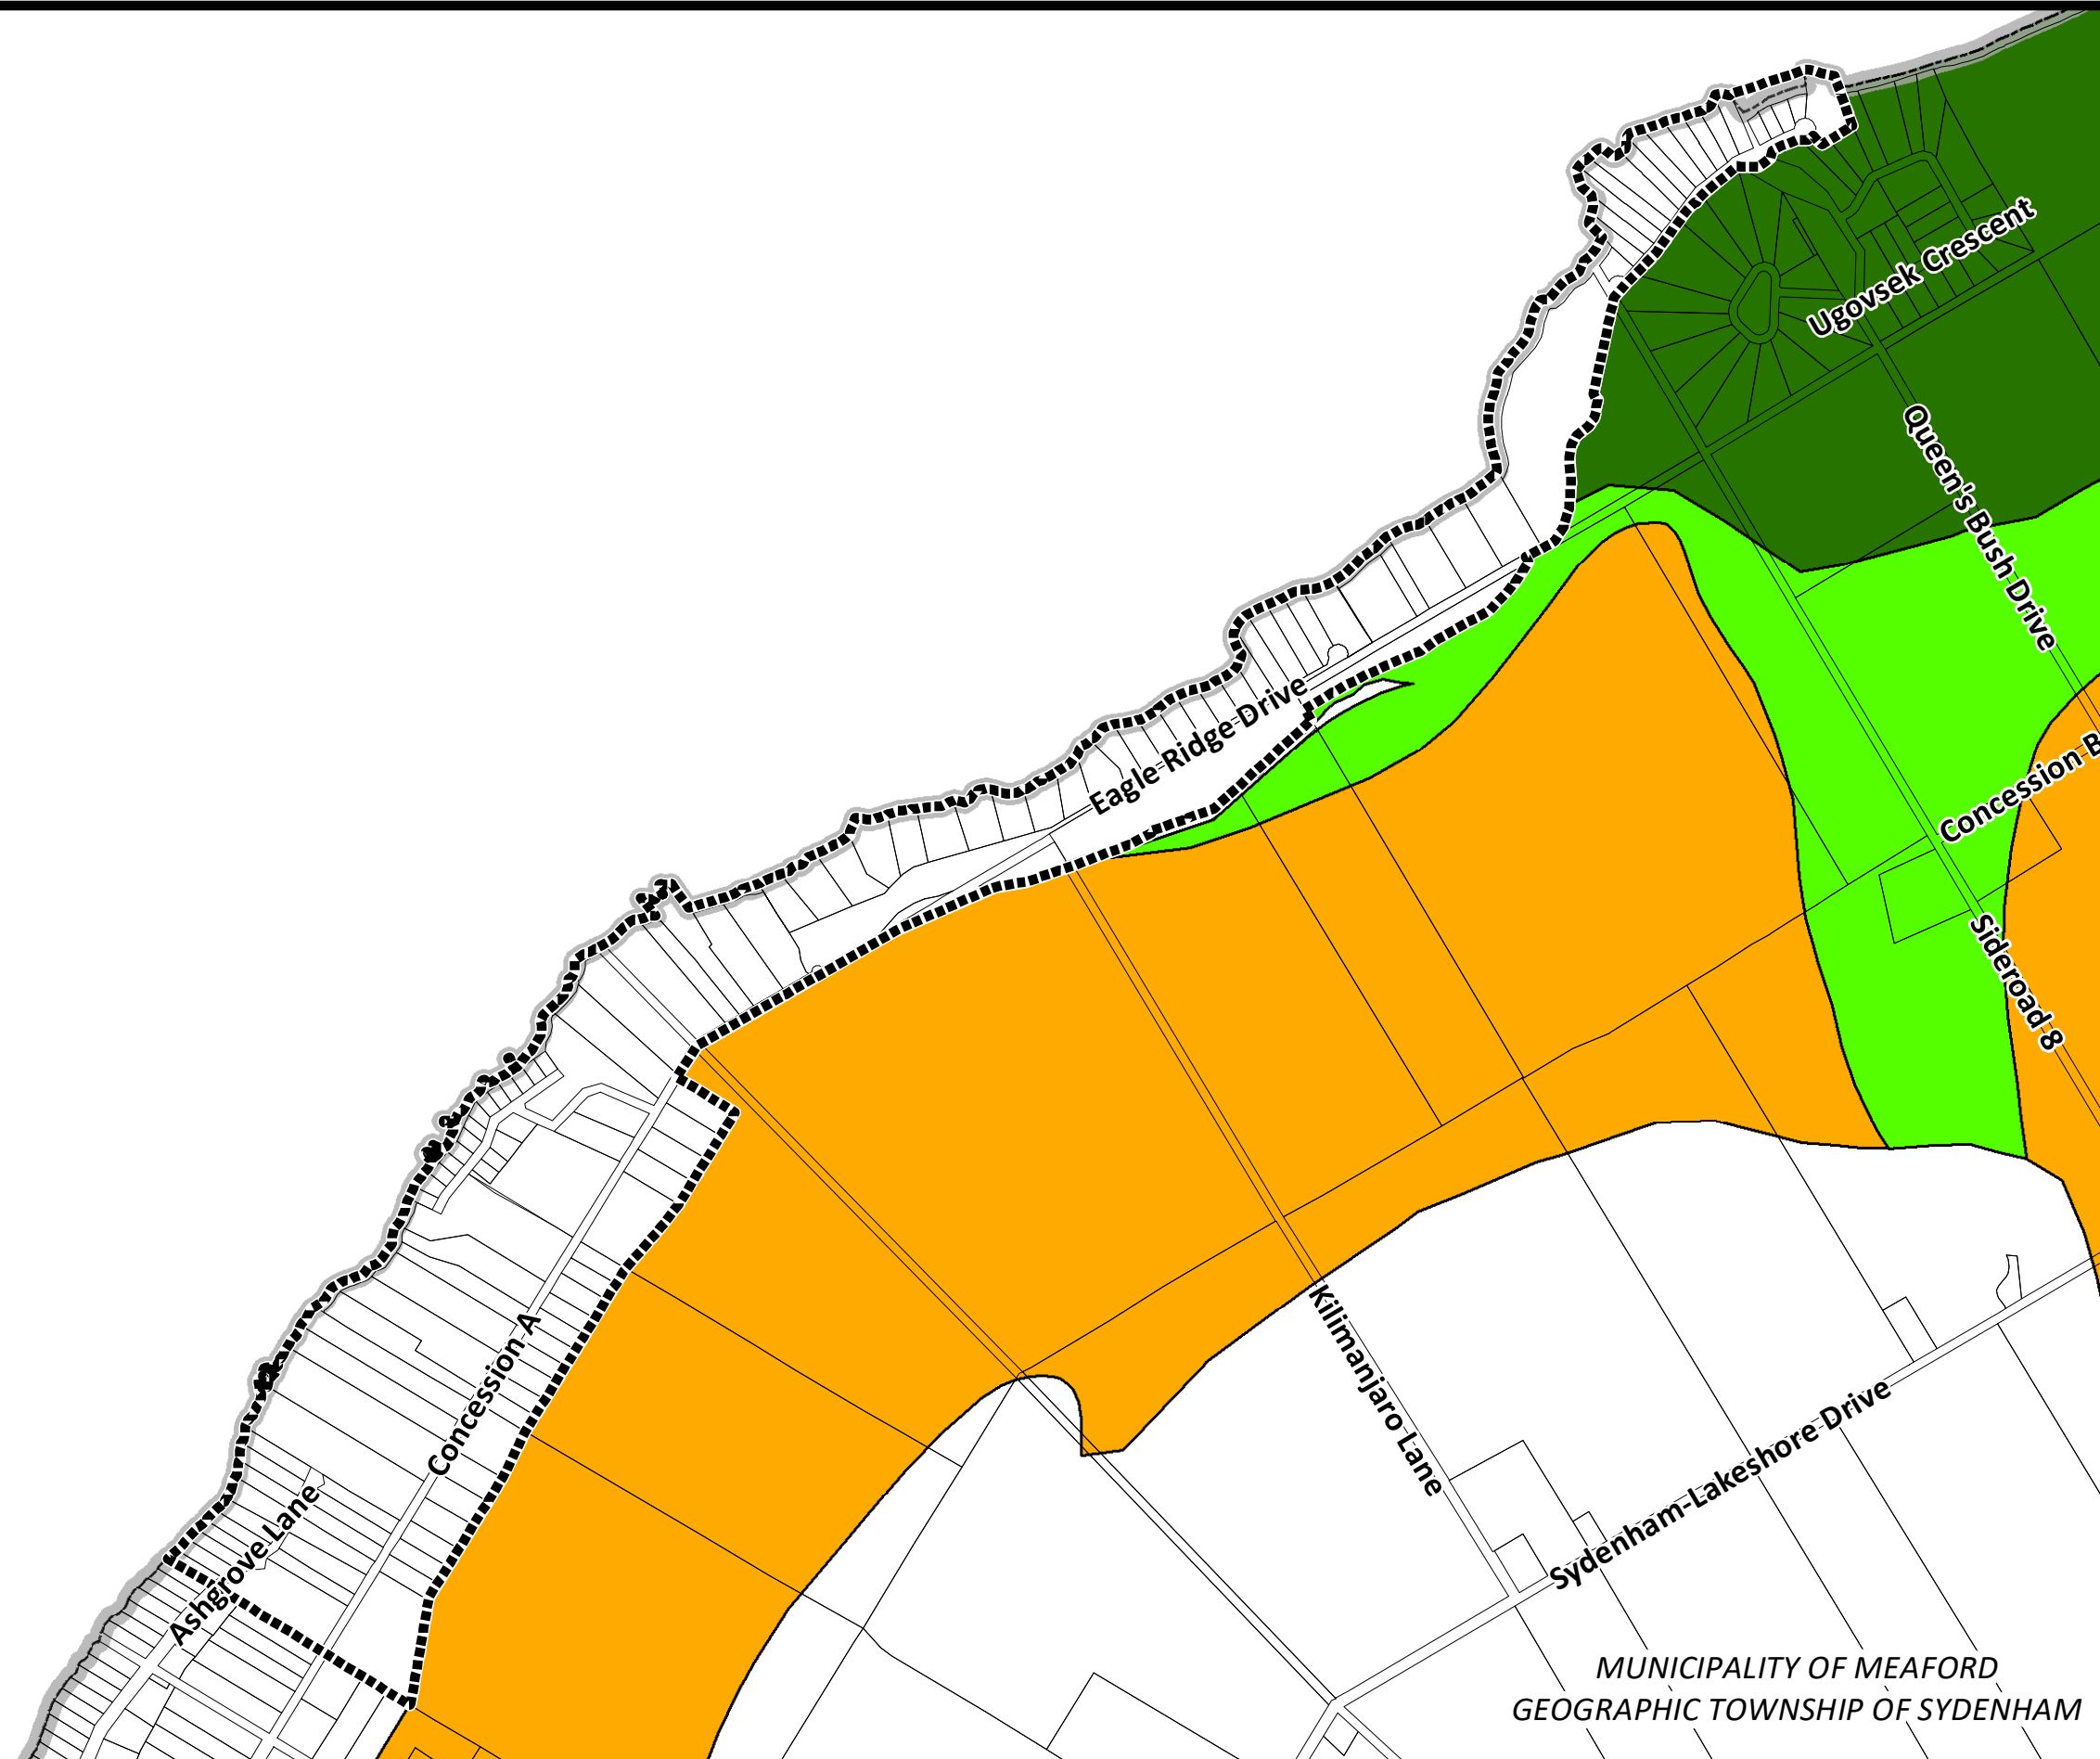 Ugovsek Crescent
Queen's Bush Drive
Eagle Ridge Drive
Concession B
Sideroad 8
Concession A
Kilimanjaro Lane
Sydenham-Lakeshore Drive
Ashgrove Lane
MUNICIPALITY OF MEAFORD
GEOGRAPHIC TOWNSHIP OF SYDENHAM